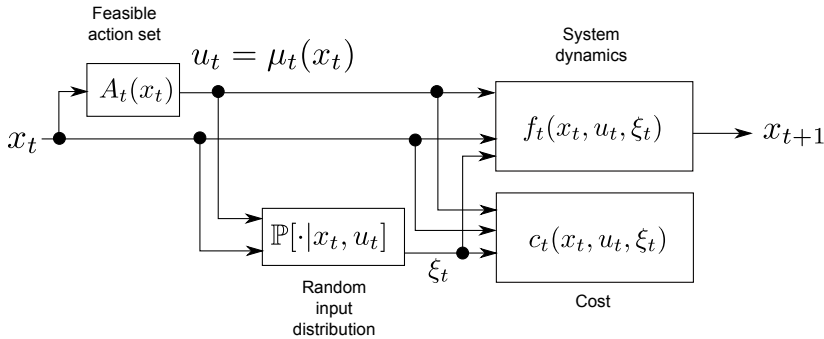 Feasible
action set
u_t = μ_t(x_t)
System
dynamics
A_t(x_t)
x_t
f_t(x_t, u_t, ξ_t)
x_{t+1}
ℙ[·|x_t, u_t]
ξ_t
c_t(x_t, u_t, ξ_t)
Random
input
distribution
Cost